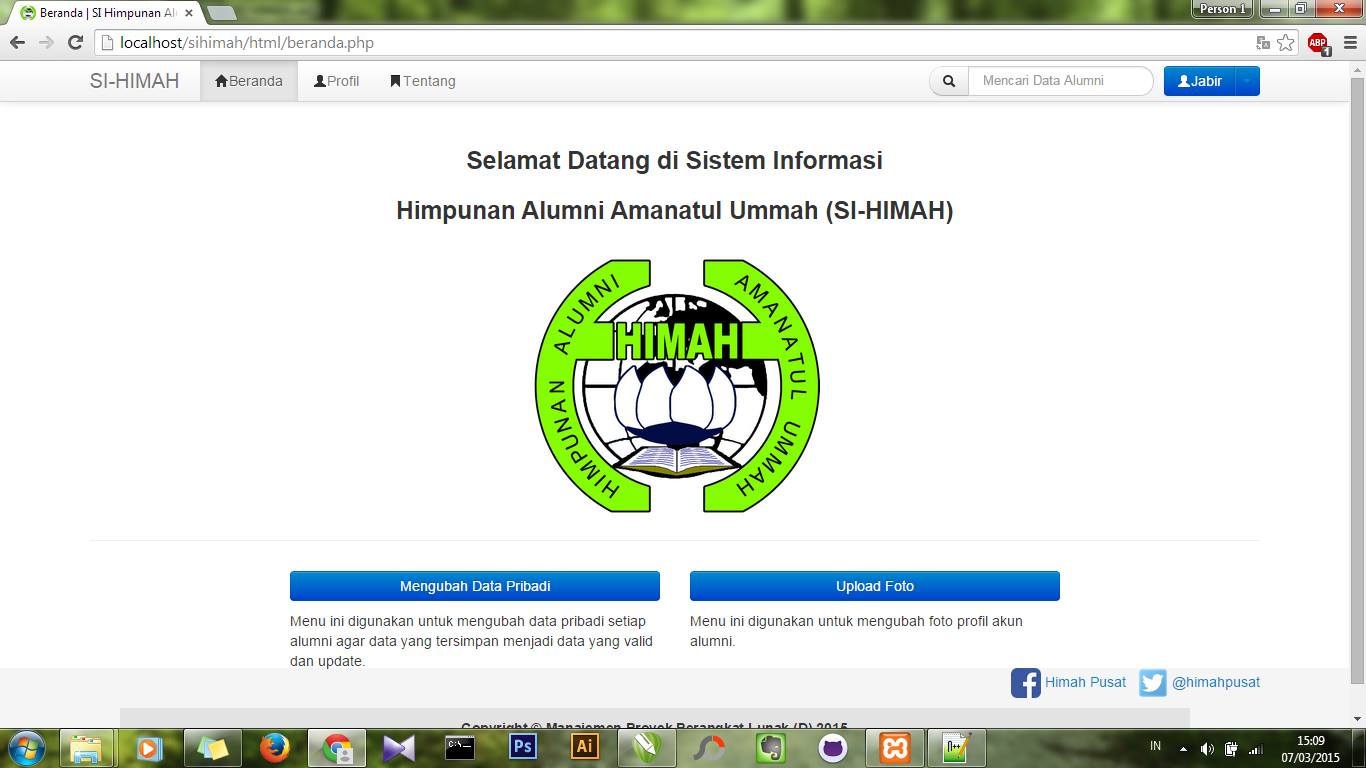 Beranda | SI Himpunan Al
Person 1
localhost/sihimah/html/beranda.php
ABP
1
SI-HIMAH
Beranda
Profil
Tentang
Mencari Data Alumni
Jabir
Selamat Datang di Sistem Informasi
Himpunan Alumni Amanatul Ummah (SI-HIMAH)
HIMPUNAN ALUMNI
AMANATUL UMMAH
HIMAH
Mengubah Data Pribadi
Upload Foto
Menu ini digunakan untuk mengubah data pribadi setiap
alumni agar data yang tersimpan menjadi data yang valid
dan update.
Menu ini digunakan untuk mengubah foto profil akun
alumni.
Himah Pusat
@himahpusat
Copyright © Manajemen Proyek Perangkat Lunak (D) 2015
C:\_
Ps
Ai
N++
IN
15:09
07/03/2015